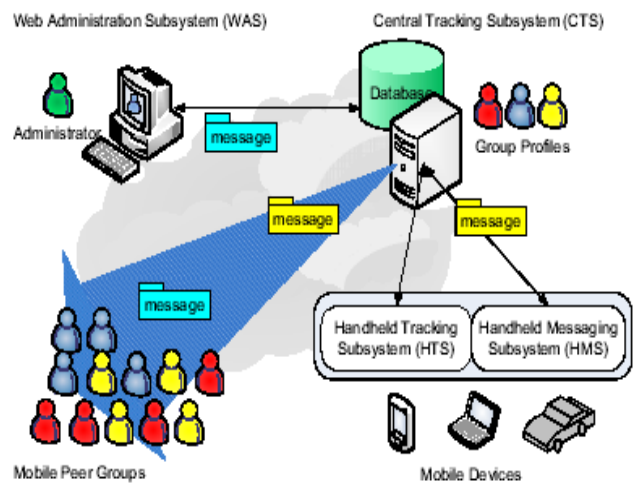 Web Administration Subsystem (WAS)
Central Tracking Subsystem (CTS)
Administrator
Database
Group Profiles
message
message
message
message
Handheld Tracking
Subsystem (HTS)
Handheld Messaging
Subsystem (HMS)
Mobile Peer Groups
Mobile Devices